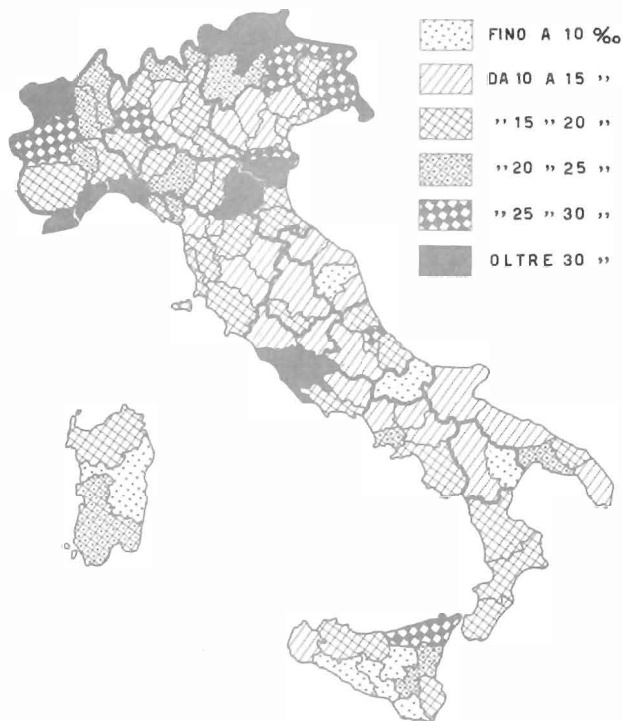 FINO A 10 ‰
DA 10 A 15 ”
” 15 ” 20 ”
” 20 ” 25 ”
” 25 ” 30 ”
OLTRE 30 ”